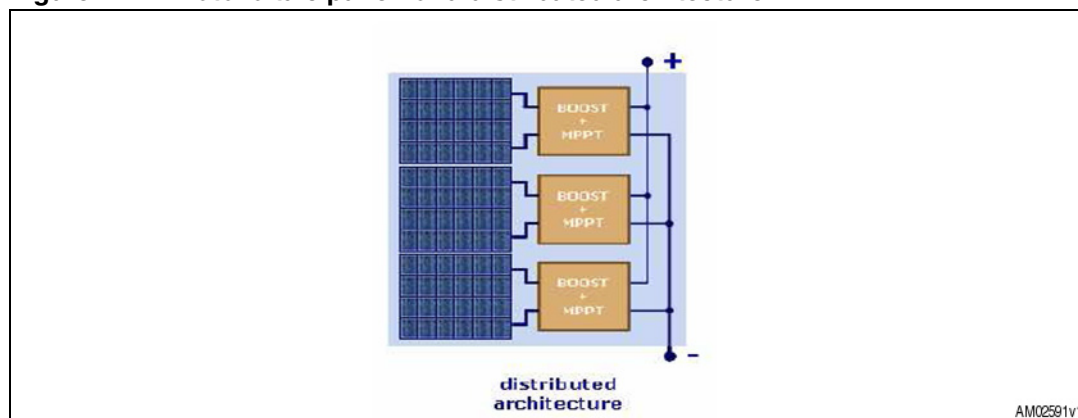 BOOST
+
MPPT
BOOST
+
MPPT
BOOST
+
MPPT
+
-
distributed
architecture
AM02591v1